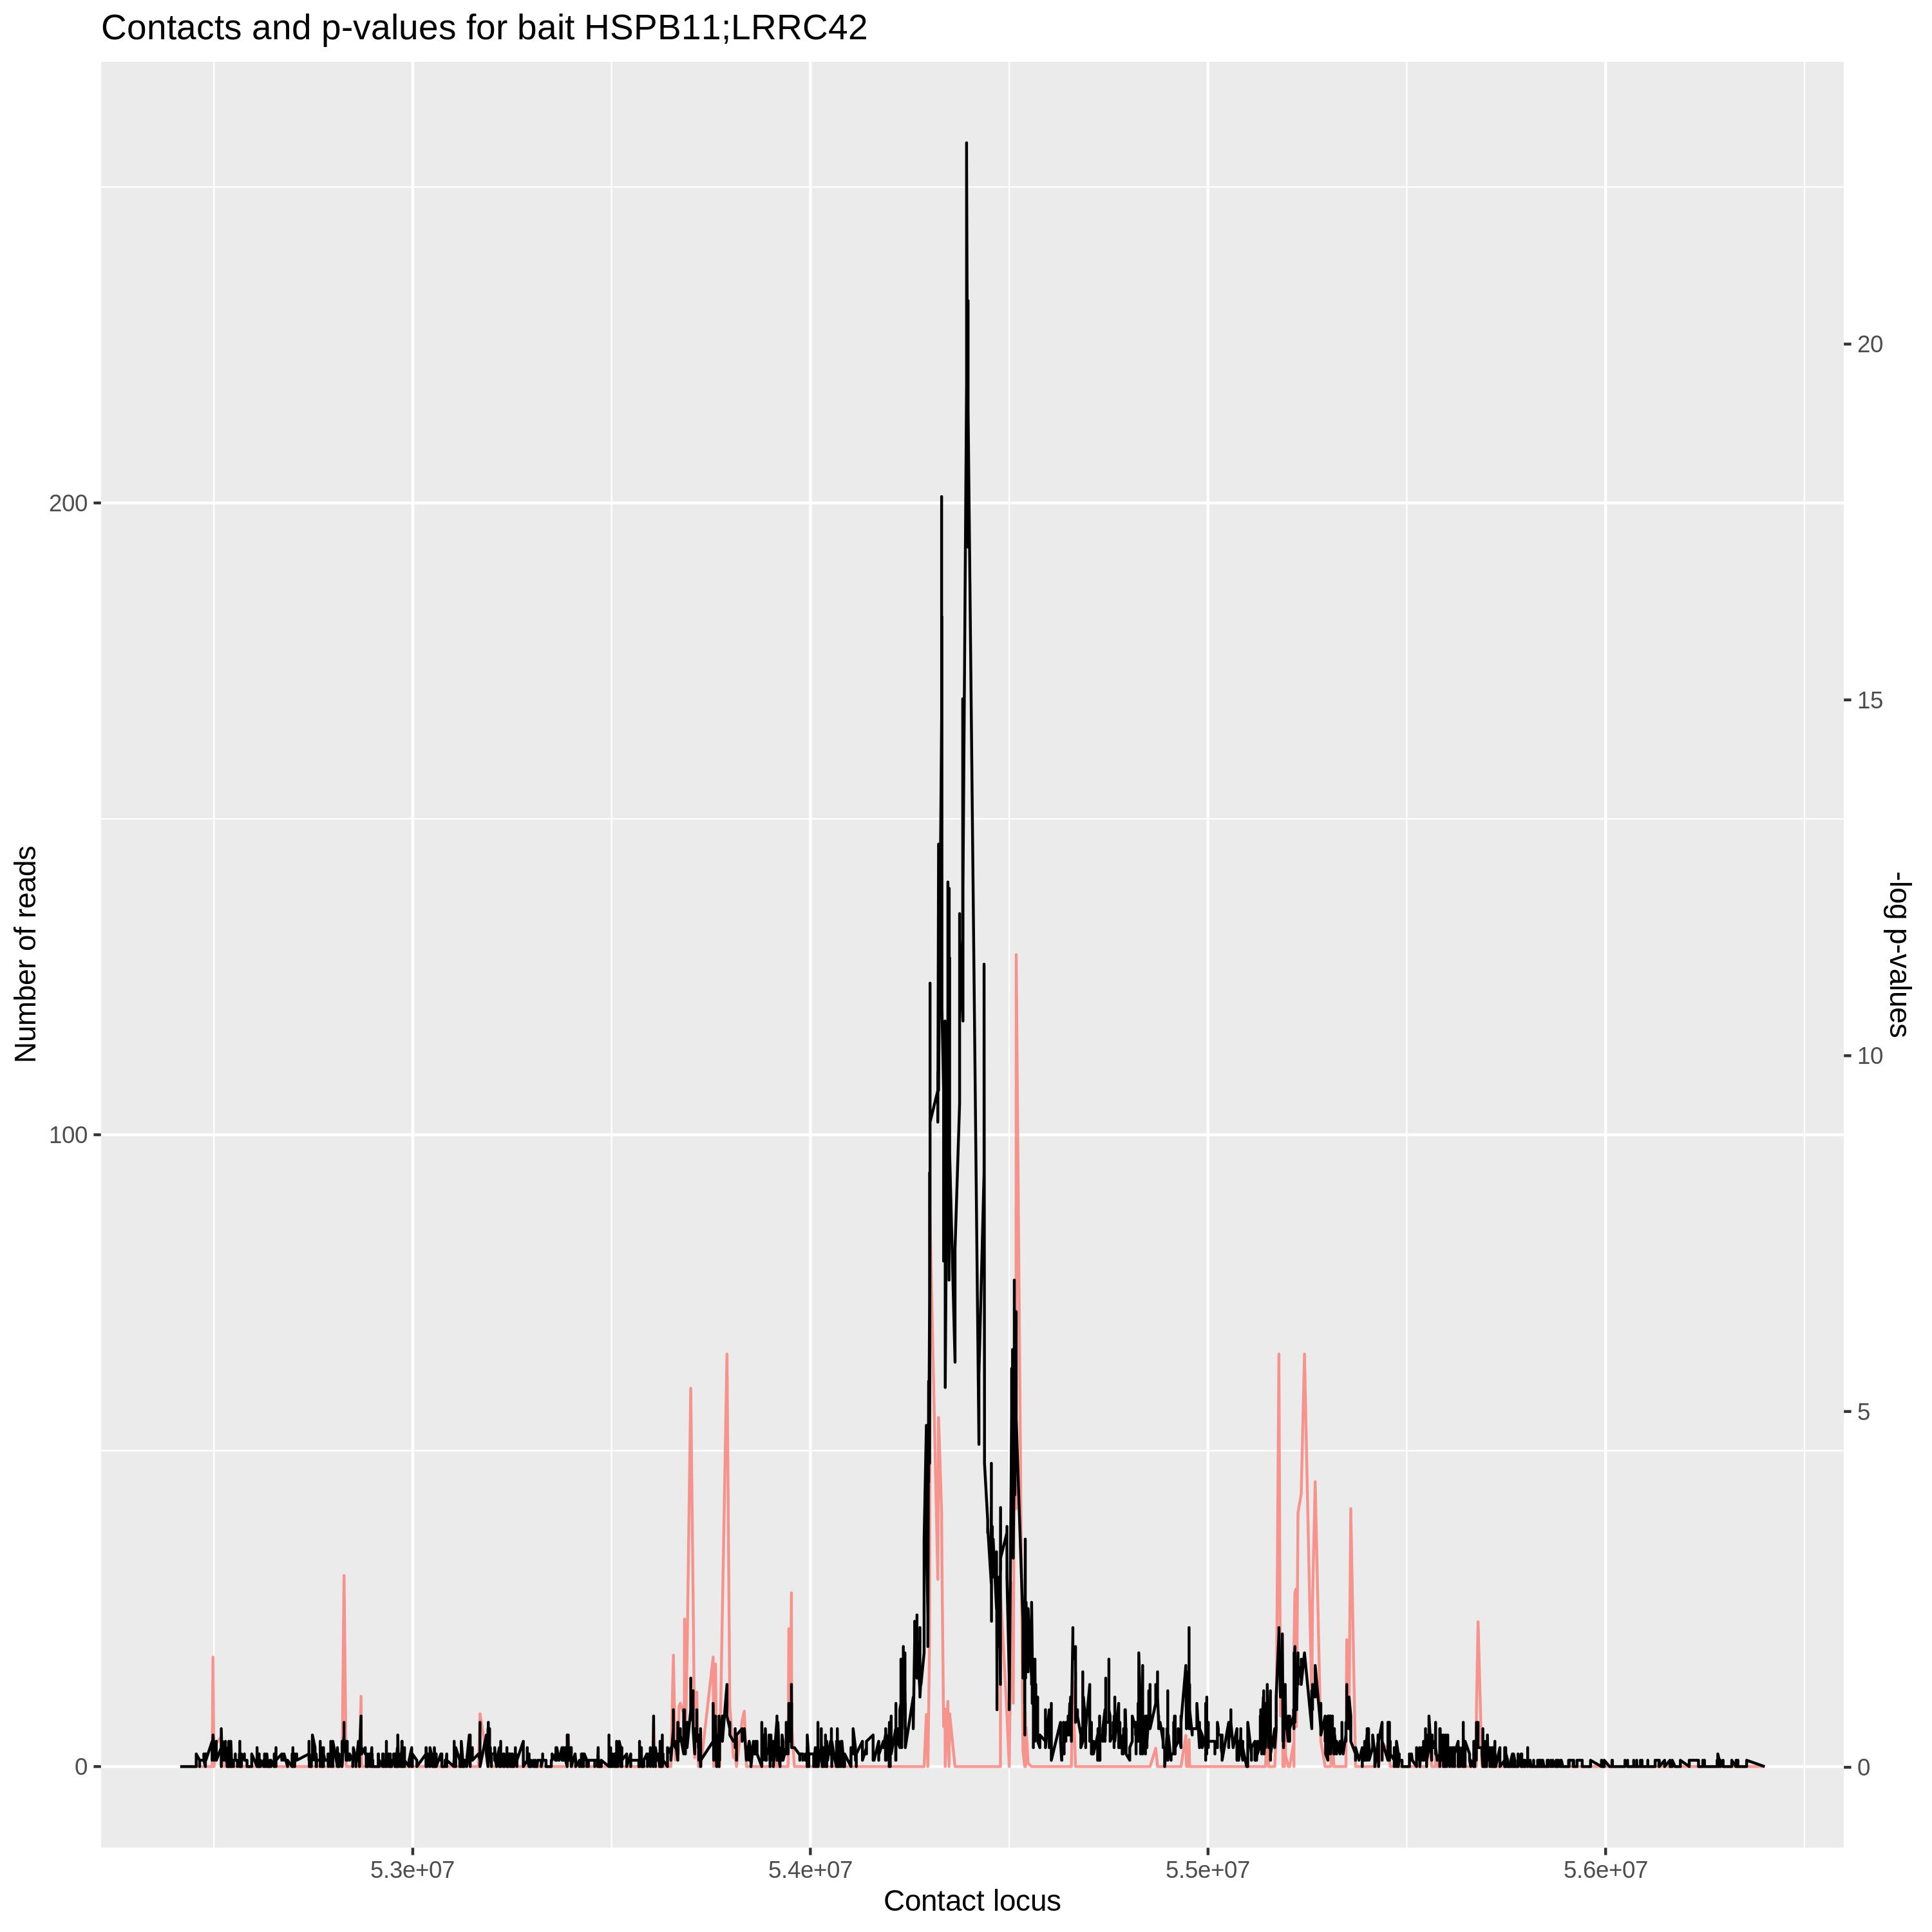 Contacts and p-values for bait HSPB11;LRRC42
Number of reads
200
100
0
20
15
10
5
0
-log p-values
5.3e+07 5.4e+07 5.5e+07 5.6e+07
Contact locus